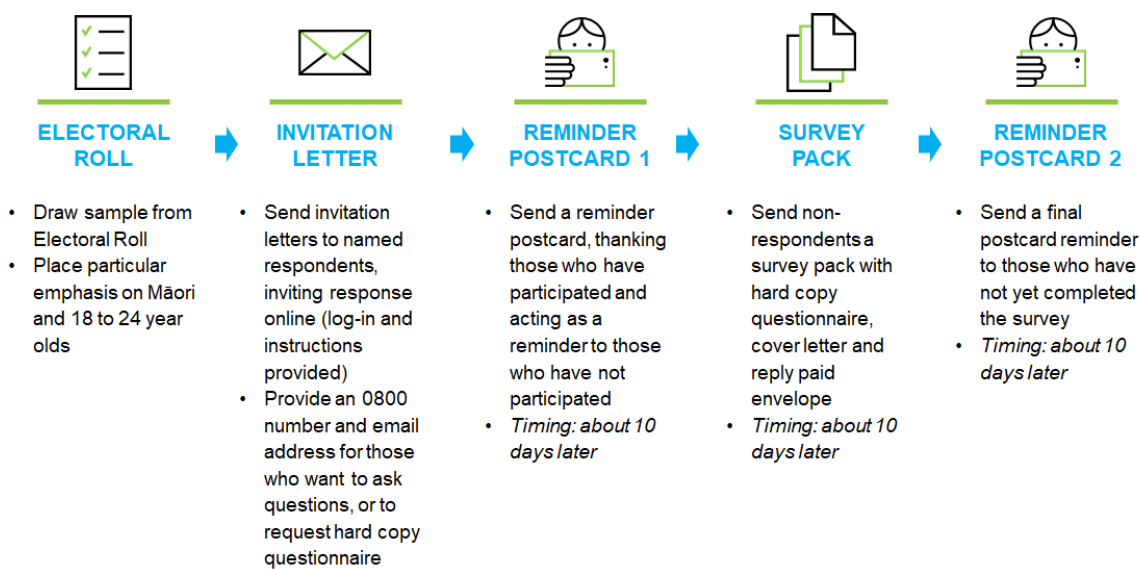 ELECTORAL
ROLL
• Draw sample from
Electoral Roll
• Place particular
emphasis on Māori
and 18 to 24 year
olds
INVITATION
LETTER
• Send invitation
letters to named
respondents,
inviting response
online (log-in and
instructions
provided)
• Provide an 0800
number and email
address for those
who want to ask
questions, or to
request hard copy
questionnaire
REMINDER
POSTCARD 1
• Send a reminder
postcard, thanking
those who have
participated and
acting as a
reminder to those
who have not
participated
• Timing: about 10
days later
SURVEY
PACK
• Send non-
respondents a
survey pack with
hard copy
questionnaire,
cover letter and
reply paid
envelope
• Timing: about 10
days later
REMINDER
POSTCARD 2
• Send a final
postcard reminder
to those who have
not yet completed
the survey
• Timing: about 10
days later